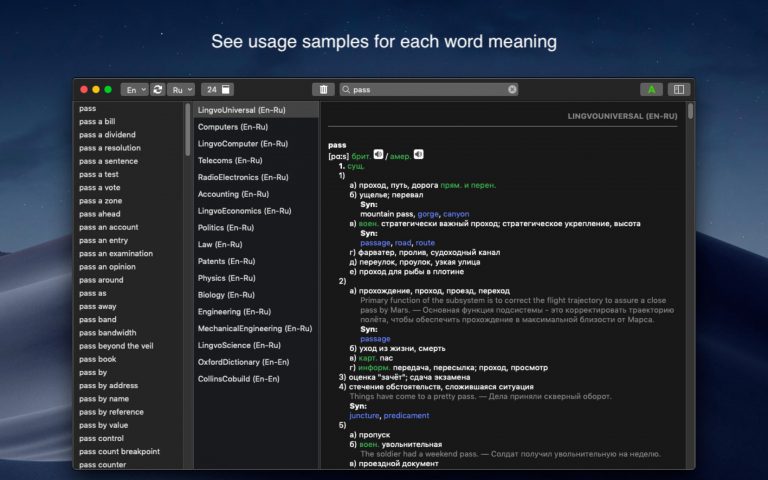 See usage samples for each word meaning
En
Ru
24
pass
A
pass
pass a bill
pass a dividend
pass a resolution
pass a sentence
pass a test
pass a vote
pass a zone
pass ahead
pass an account
pass an entry
pass an examination
pass an opinion
pass around
pass as
pass away
pass band
pass bandwidth
pass beyond the veil
pass book
pass by
pass by address
pass by name
pass by reference
pass by value
pass control
pass count breakpoint
pass counter
LingvoUniversal (En-Ru)
Computers (En-Ru)
LingvoComputer (En-Ru)
Telecoms (En-Ru)
RadioElectronics (En-Ru)
Accounting (En-Ru)
LingvoEconomics (En-Ru)
Politics (En-Ru)
Law (En-Ru)
Patents (En-Ru)
Physics (En-Ru)
Biology (En-Ru)
Engineering (En-Ru)
MechanicalEngineering (En-Ru)
LingvoScience (En-Ru)
OxfordDictionary (En-En)
CollinsCobuild (En-En)
LINGVOUNIVERSAL (EN-RU)
pass
[pɑːs] брит. / амер.
1. сущ.
1)
а) проход, путь, дорога прям. и перен.
б) ущелье; перевал
Syn:
mountain pass, gorge, canyon
в) воен. стратегически важный проход; стратегическое укрепление, высота
Syn:
passage, road, route
г) фарватер, пролив, судоходный канал
д) переулок, проулок, узкая улица
е) проход для рыбы в плотине
2)
а) прохождение, проход, проезд, переход
Primary function of the subsystem is to correct the flight trajectory to assure a close
pass by Mars. — Основная функция подсистемы - это корректировать траекторию
полёта, чтобы обеспечить прохождение в максимальной близости от Марса.
Syn:
passage
б) уход из жизни, смерть
в) карт. пас
г) информ. передача, пересылка; проход, просмотр
3) оценка "зачёт"; сдача экзамена
4) стечение обстоятельств, сложившаяся ситуация
Things have come to a pretty pass. — Дела приняли скверный оборот.
Syn:
juncture, predicament
5)
а) пропуск
б) воен. увольнительная
The soldier had a weekend pass. — Солдат получил увольнительную на неделю.
в) проездной документ